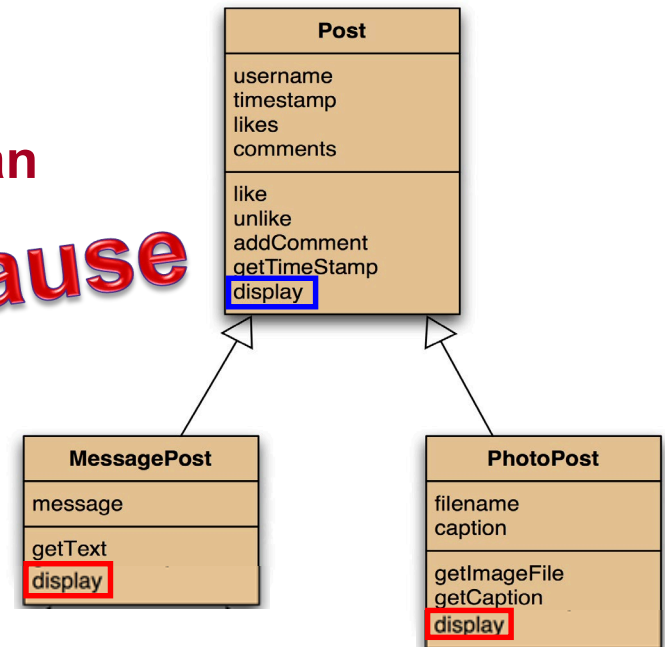 Post
username
timestamp
likes
comments
like
unlike
addComment
getTimeStamp
display
an
ause
MessagePost
message
getText
display
PhotoPost
filename
caption
getImageFile
getCaption
display